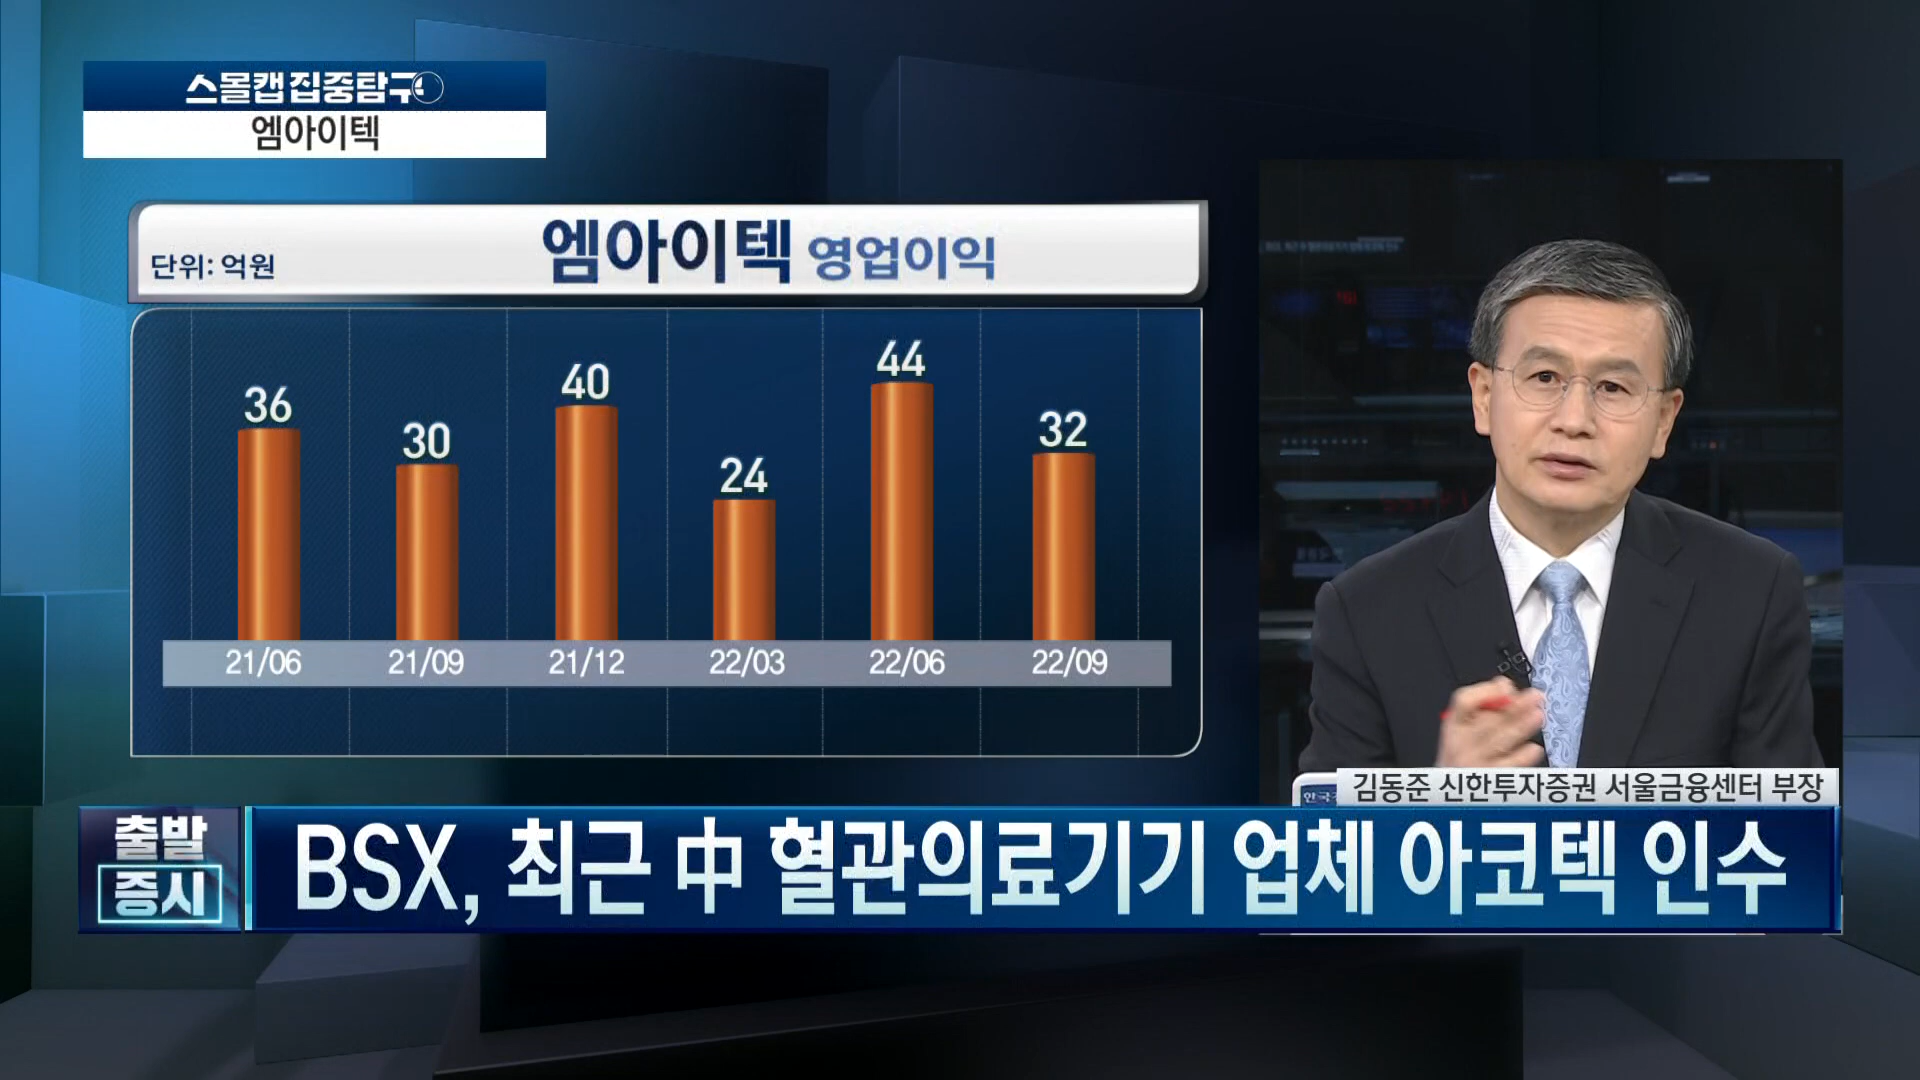 스몰캡 집중탐구
엠아이텍
단위: 억원
엠아이텍 영업이익
36
30
40
24
44
32
21/06
21/09
21/12
22/03
22/06
22/09
김동준 신한투자증권 서울금융센터 부장
출발
증시
BSX, 최근 中 혈관의료기기 업체 아코텍 인수